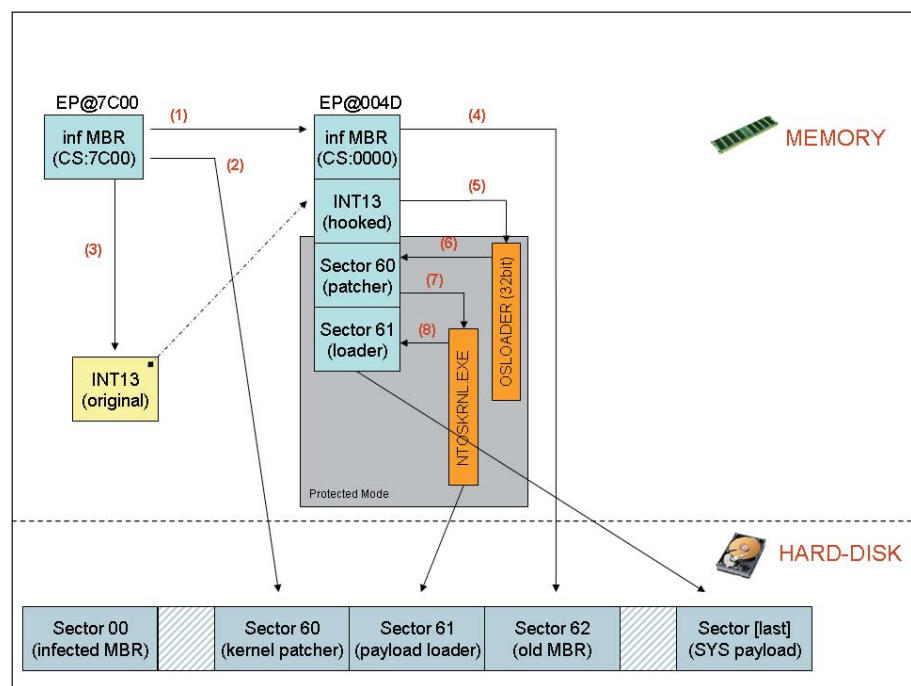 EP@7C00
EP@004D
inf MBR
(CS:7C00)
(1)
(2)
(3)
inf MBR
(CS:0000)
(4)
INT13
(hooked)
(5)
Sector 60
(patcher)
(6)
(7)
Sector 61
(loader)
(8)
OSLOADER (32bit)
NTOSKRNL.EXE
INT13
(original)
Protected Mode
MEMORY
HARD-DISK
Sector 00
(infected MBR)
Sector 60
(kernel patcher)
Sector 61
(payload loader)
Sector 62
(old MBR)
Sector [last]
(SYS payload)